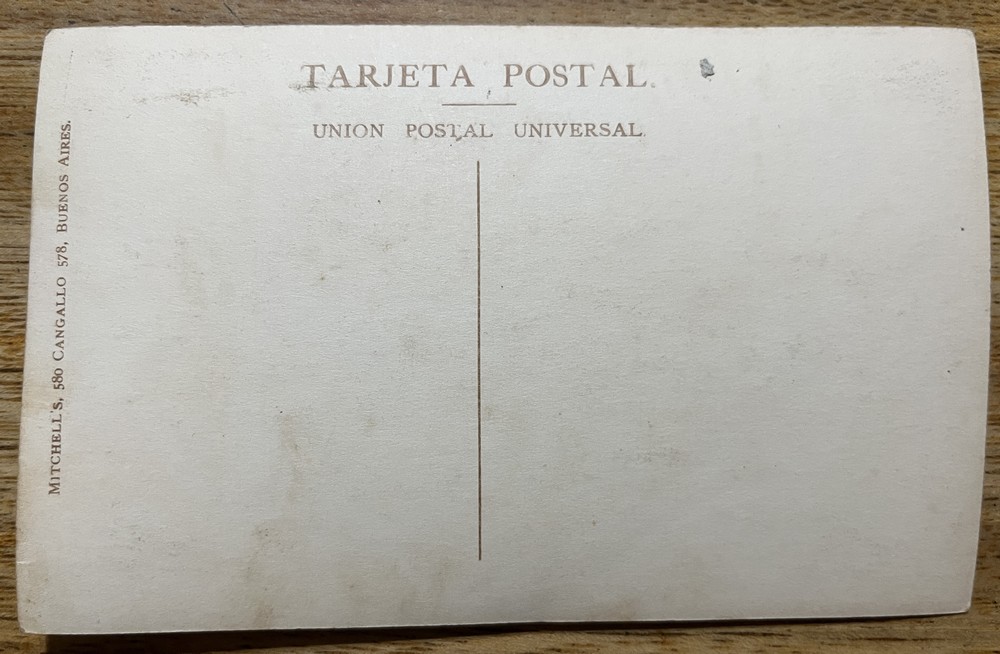 TARJETA POSTAL.
UNION POSTAL UNIVERSAL.
MITCHELL'S, 580 CANGALLO 578, BUENOS AIRES.